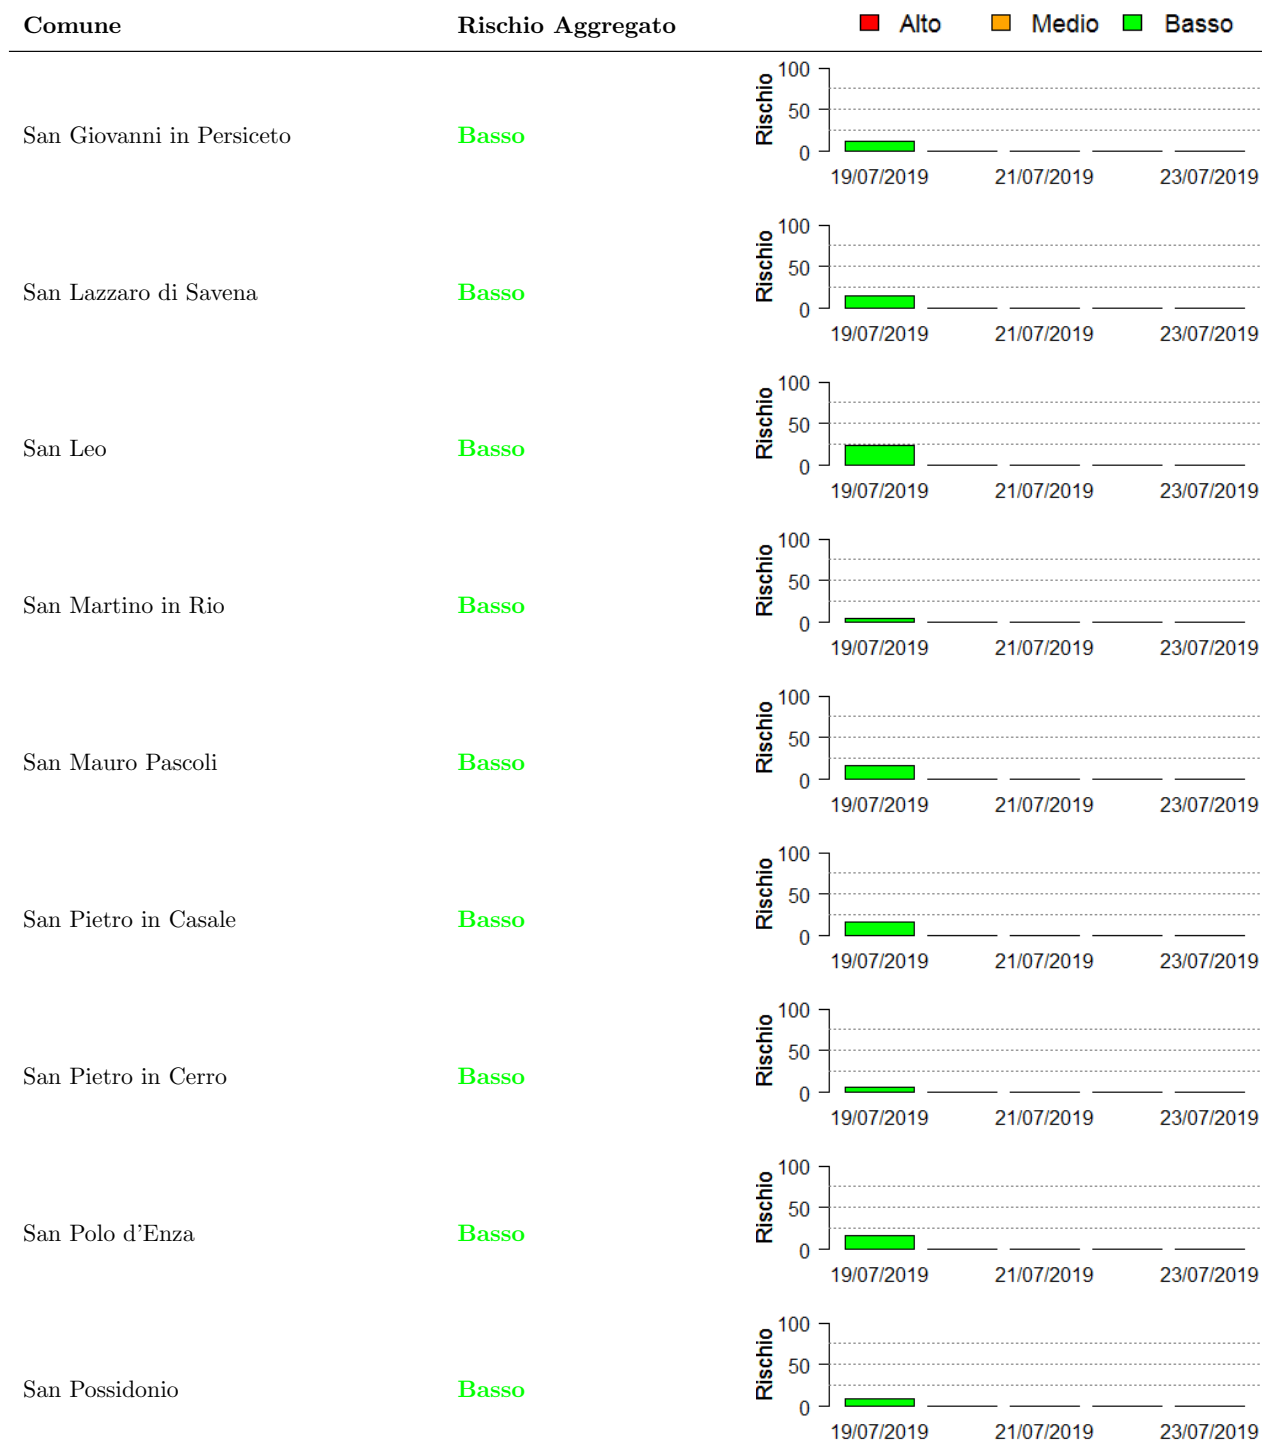 Comune Rischio Aggregato Alto Medio Basso
100
50
0
Rischio
San Giovanni in Persiceto Basso
19/07/2019 21/07/2019 23/07/2019
100
50
0
Rischio
San Lazzaro di Savena Basso
19/07/2019 21/07/2019 23/07/2019
100
50
0
Rischio
San Leo Basso
19/07/2019 21/07/2019 23/07/2019
100
50
0
Rischio
San Martino in Rio Basso
19/07/2019 21/07/2019 23/07/2019
100
50
0
Rischio
San Mauro Pascoli Basso
19/07/2019 21/07/2019 23/07/2019
100
50
0
Rischio
San Pietro in Casale Basso
19/07/2019 21/07/2019 23/07/2019
100
50
0
Rischio
San Pietro in Cerro Basso
19/07/2019 21/07/2019 23/07/2019
100
50
0
Rischio
San Polo d'Enza Basso
19/07/2019 21/07/2019 23/07/2019
100
50
0
Rischio
San Possidonio Basso
19/07/2019 21/07/2019 23/07/2019